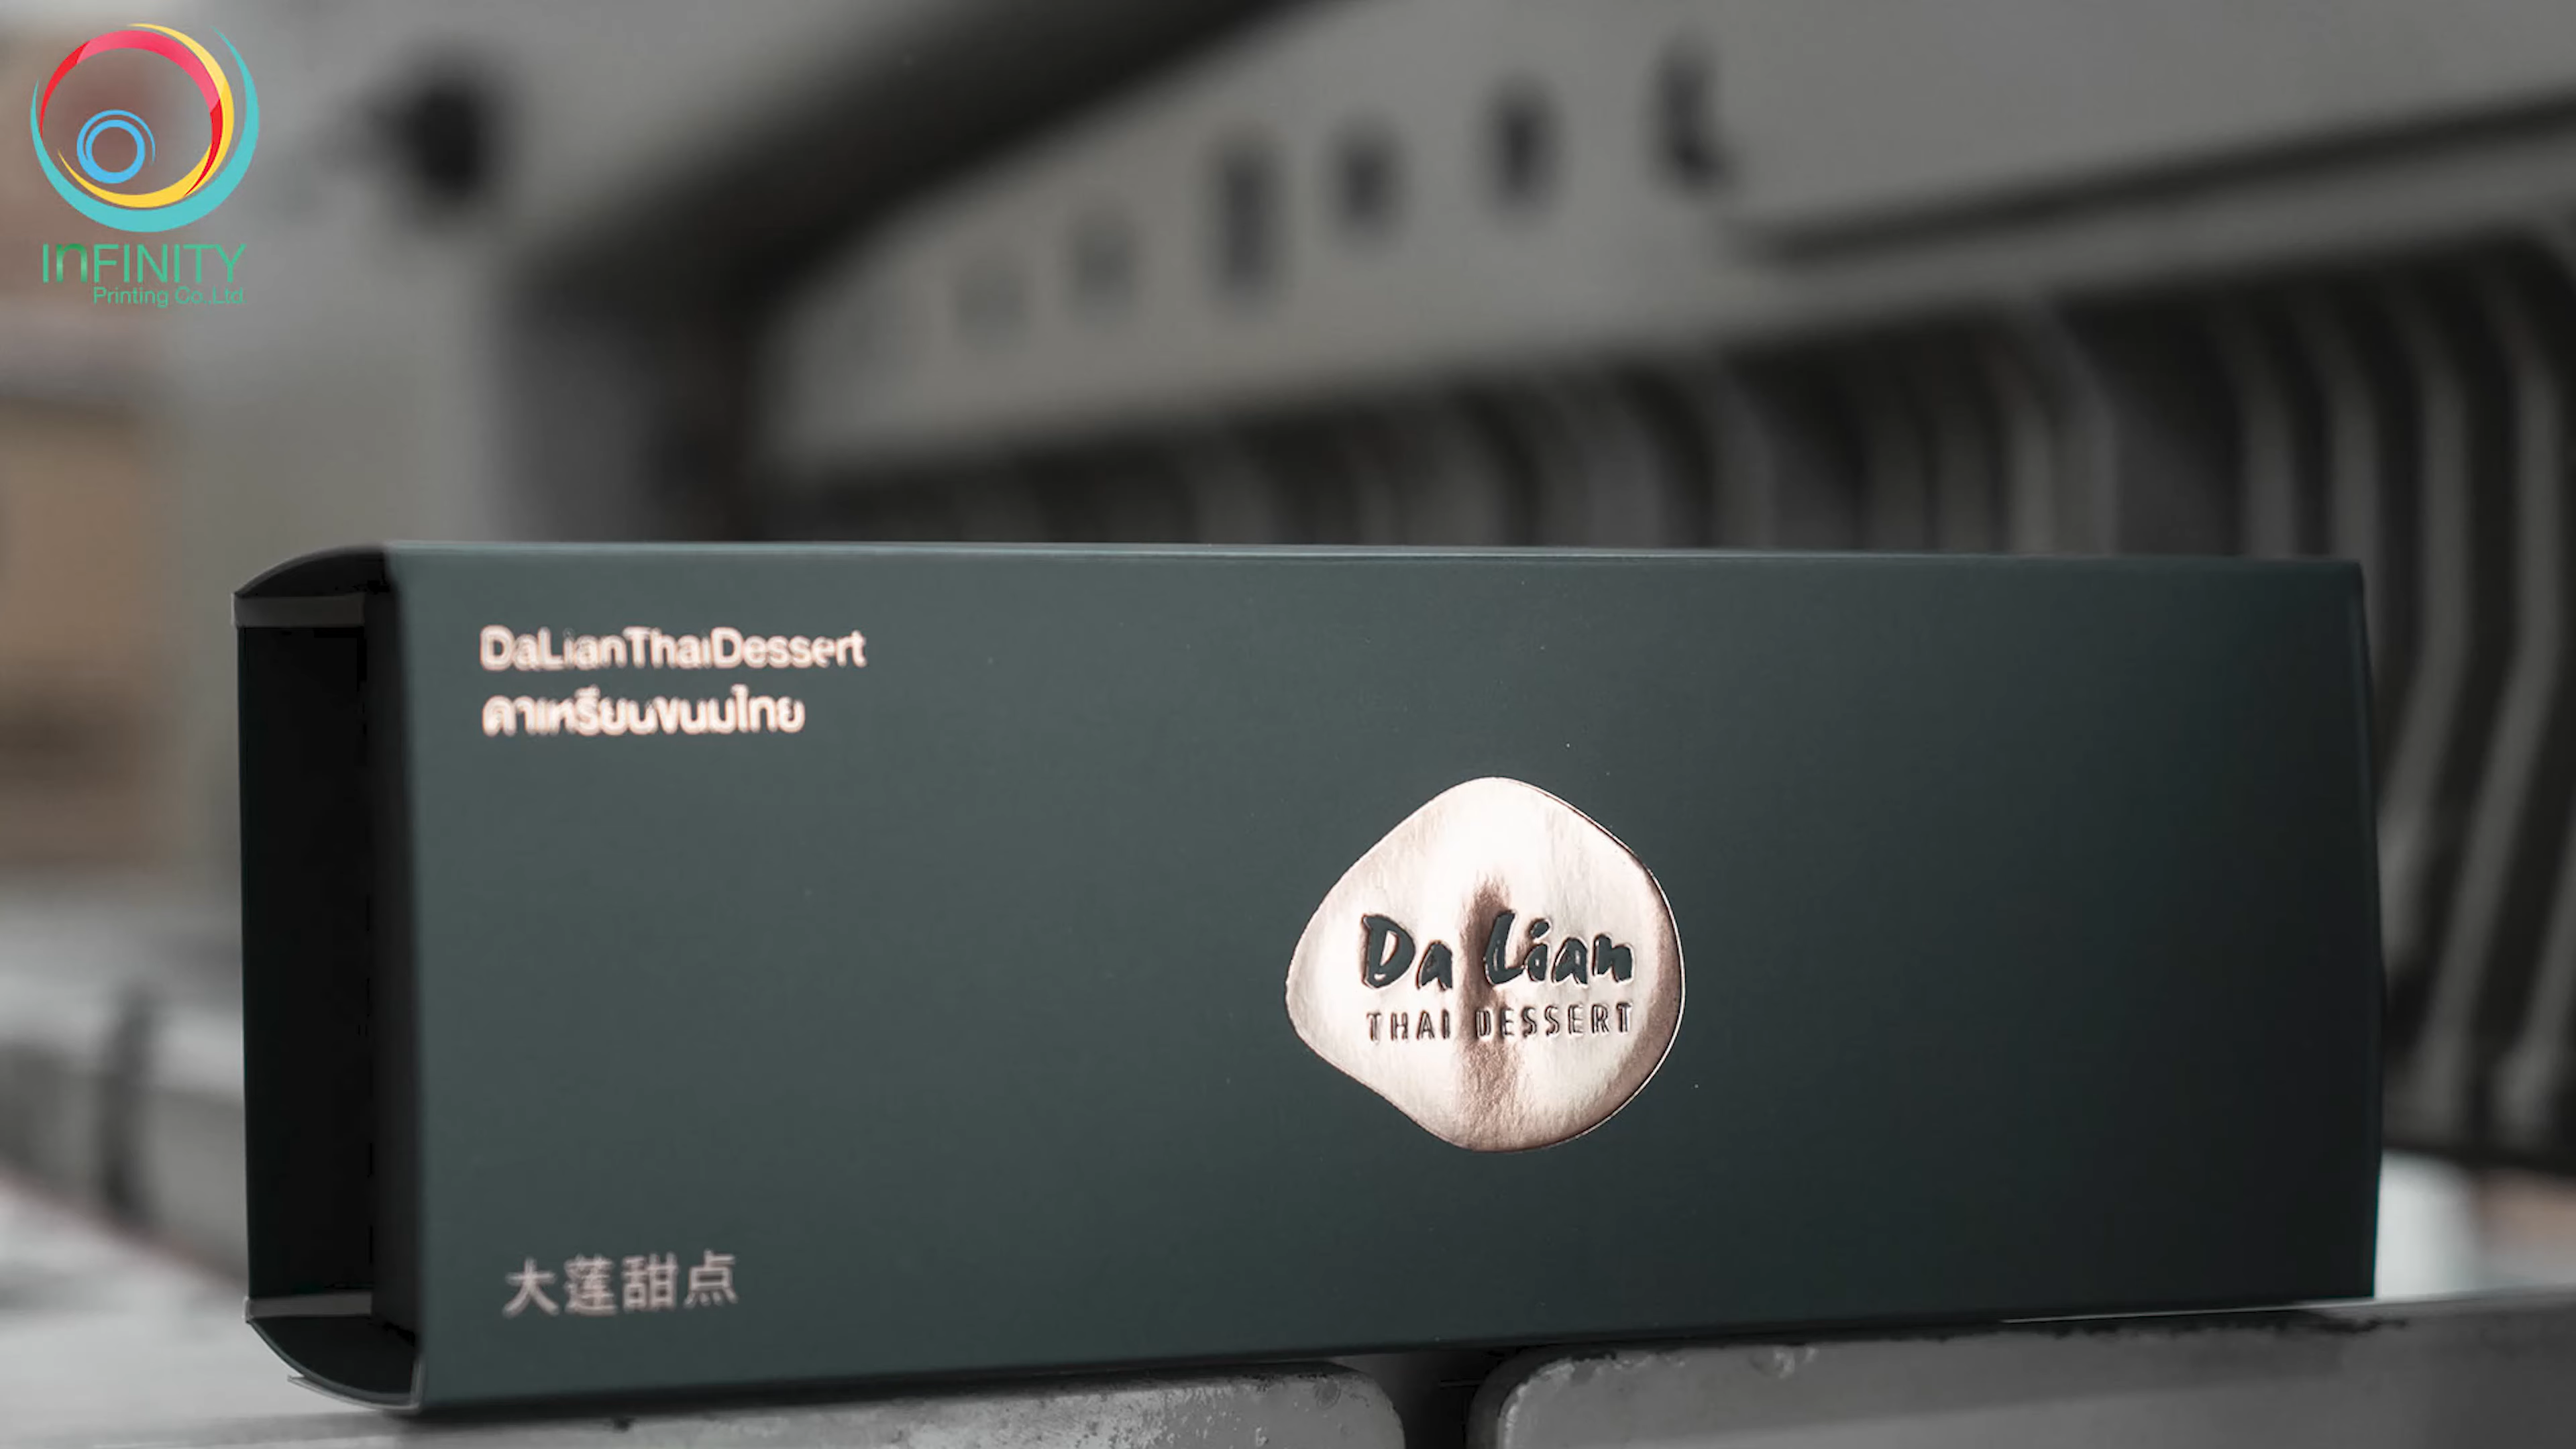 InFINITY
Printing Co.,Ltd.
DaLianThaiDessert
ดาเหรียนขนมไทย
Da Lian
THAI DESSERT
大莲甜点